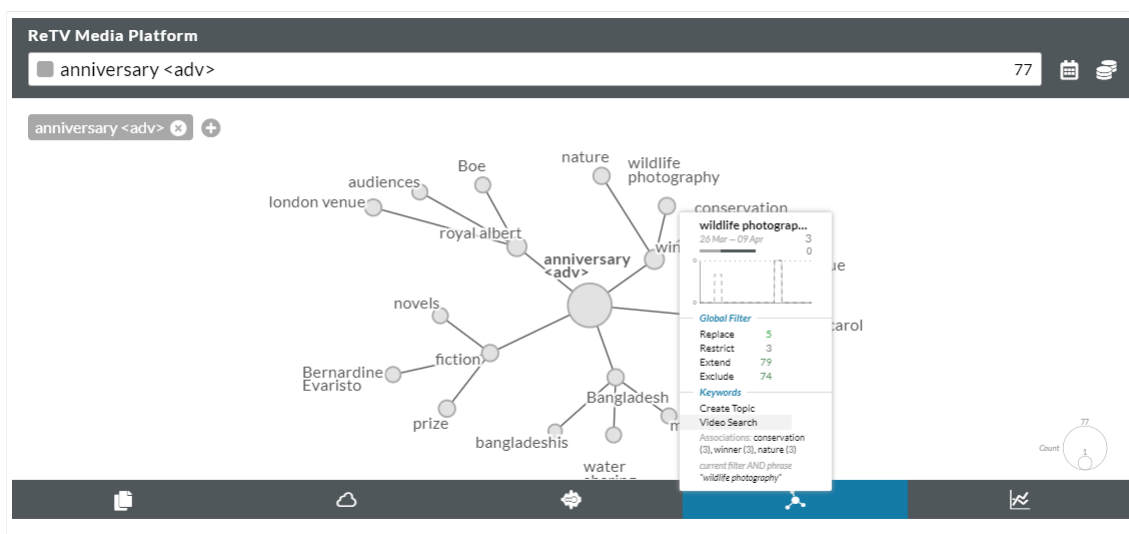 ReTV Media Platform
anniversary <adv>
77
anniversary <adv>
nature
wildlife
photography
Boe
audiences
london venue
conservation
royal albert
anniversary
<adv>
novels
fiction
Bernardine
Evaristo
prize
Bangladesh
bangladeshis
water
wildlife photograp...
26 Mar — 09 Apr
3
0
0
0
Global Filter
Replace 5
Restrict 3
Extend 79
Exclude 74
Keywords
Create Topic
Video Search
Associations: conservation
(3), winner (3), nature (3)
current filter AND phrase
"wildlife photography"
carol
77
Count
1